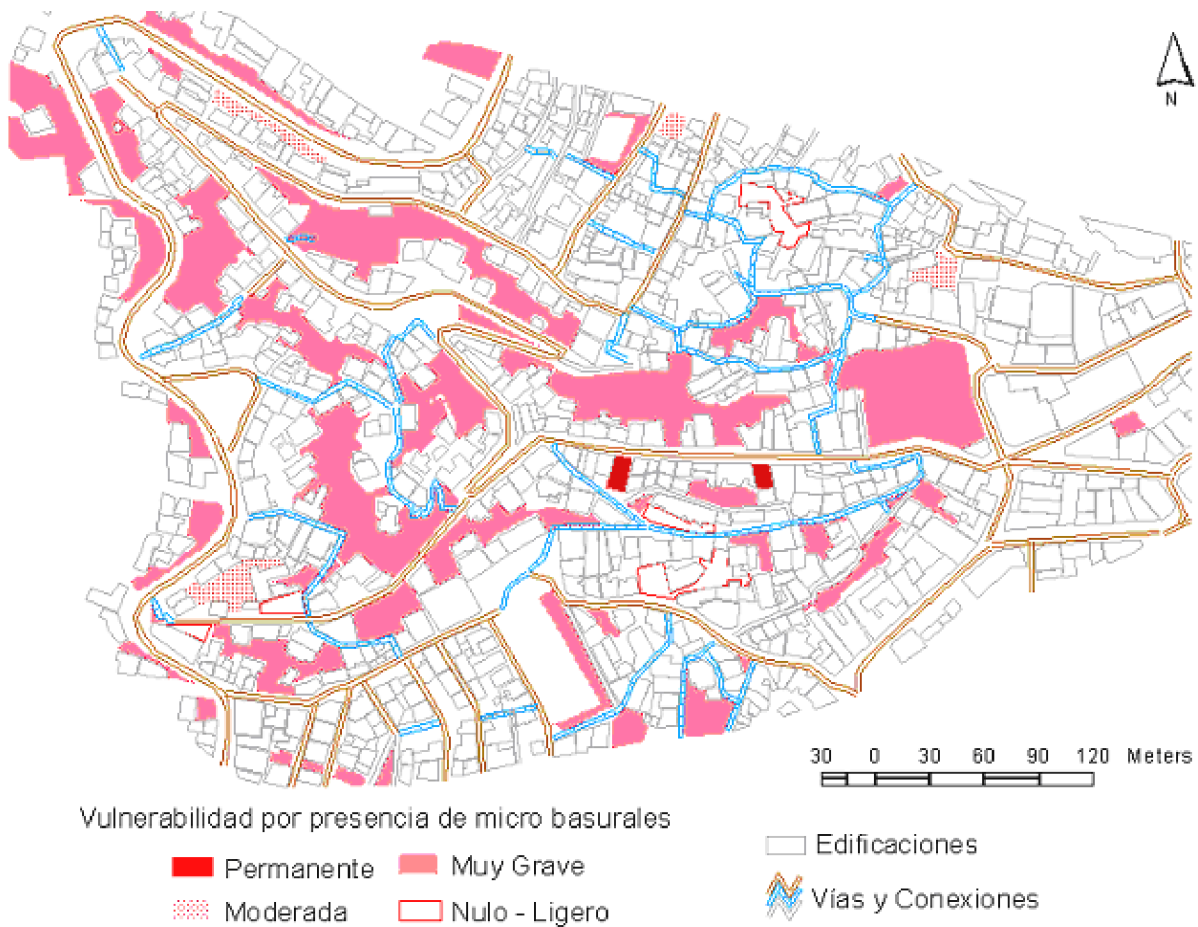 N
30 0 30 60 90 120 Meters
Vulnerabilidad por presencia de micro basurales
Permanente
Muy Grave
Moderada
Nulo - Ligero
Edificaciones
Vías y Conexiones